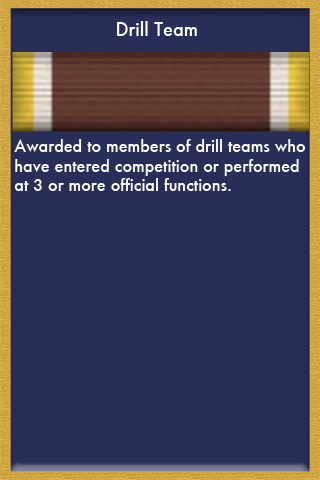 Drill Team
Awarded to members of drill teams who
have entered competition or performed
at 3 or more official functions.